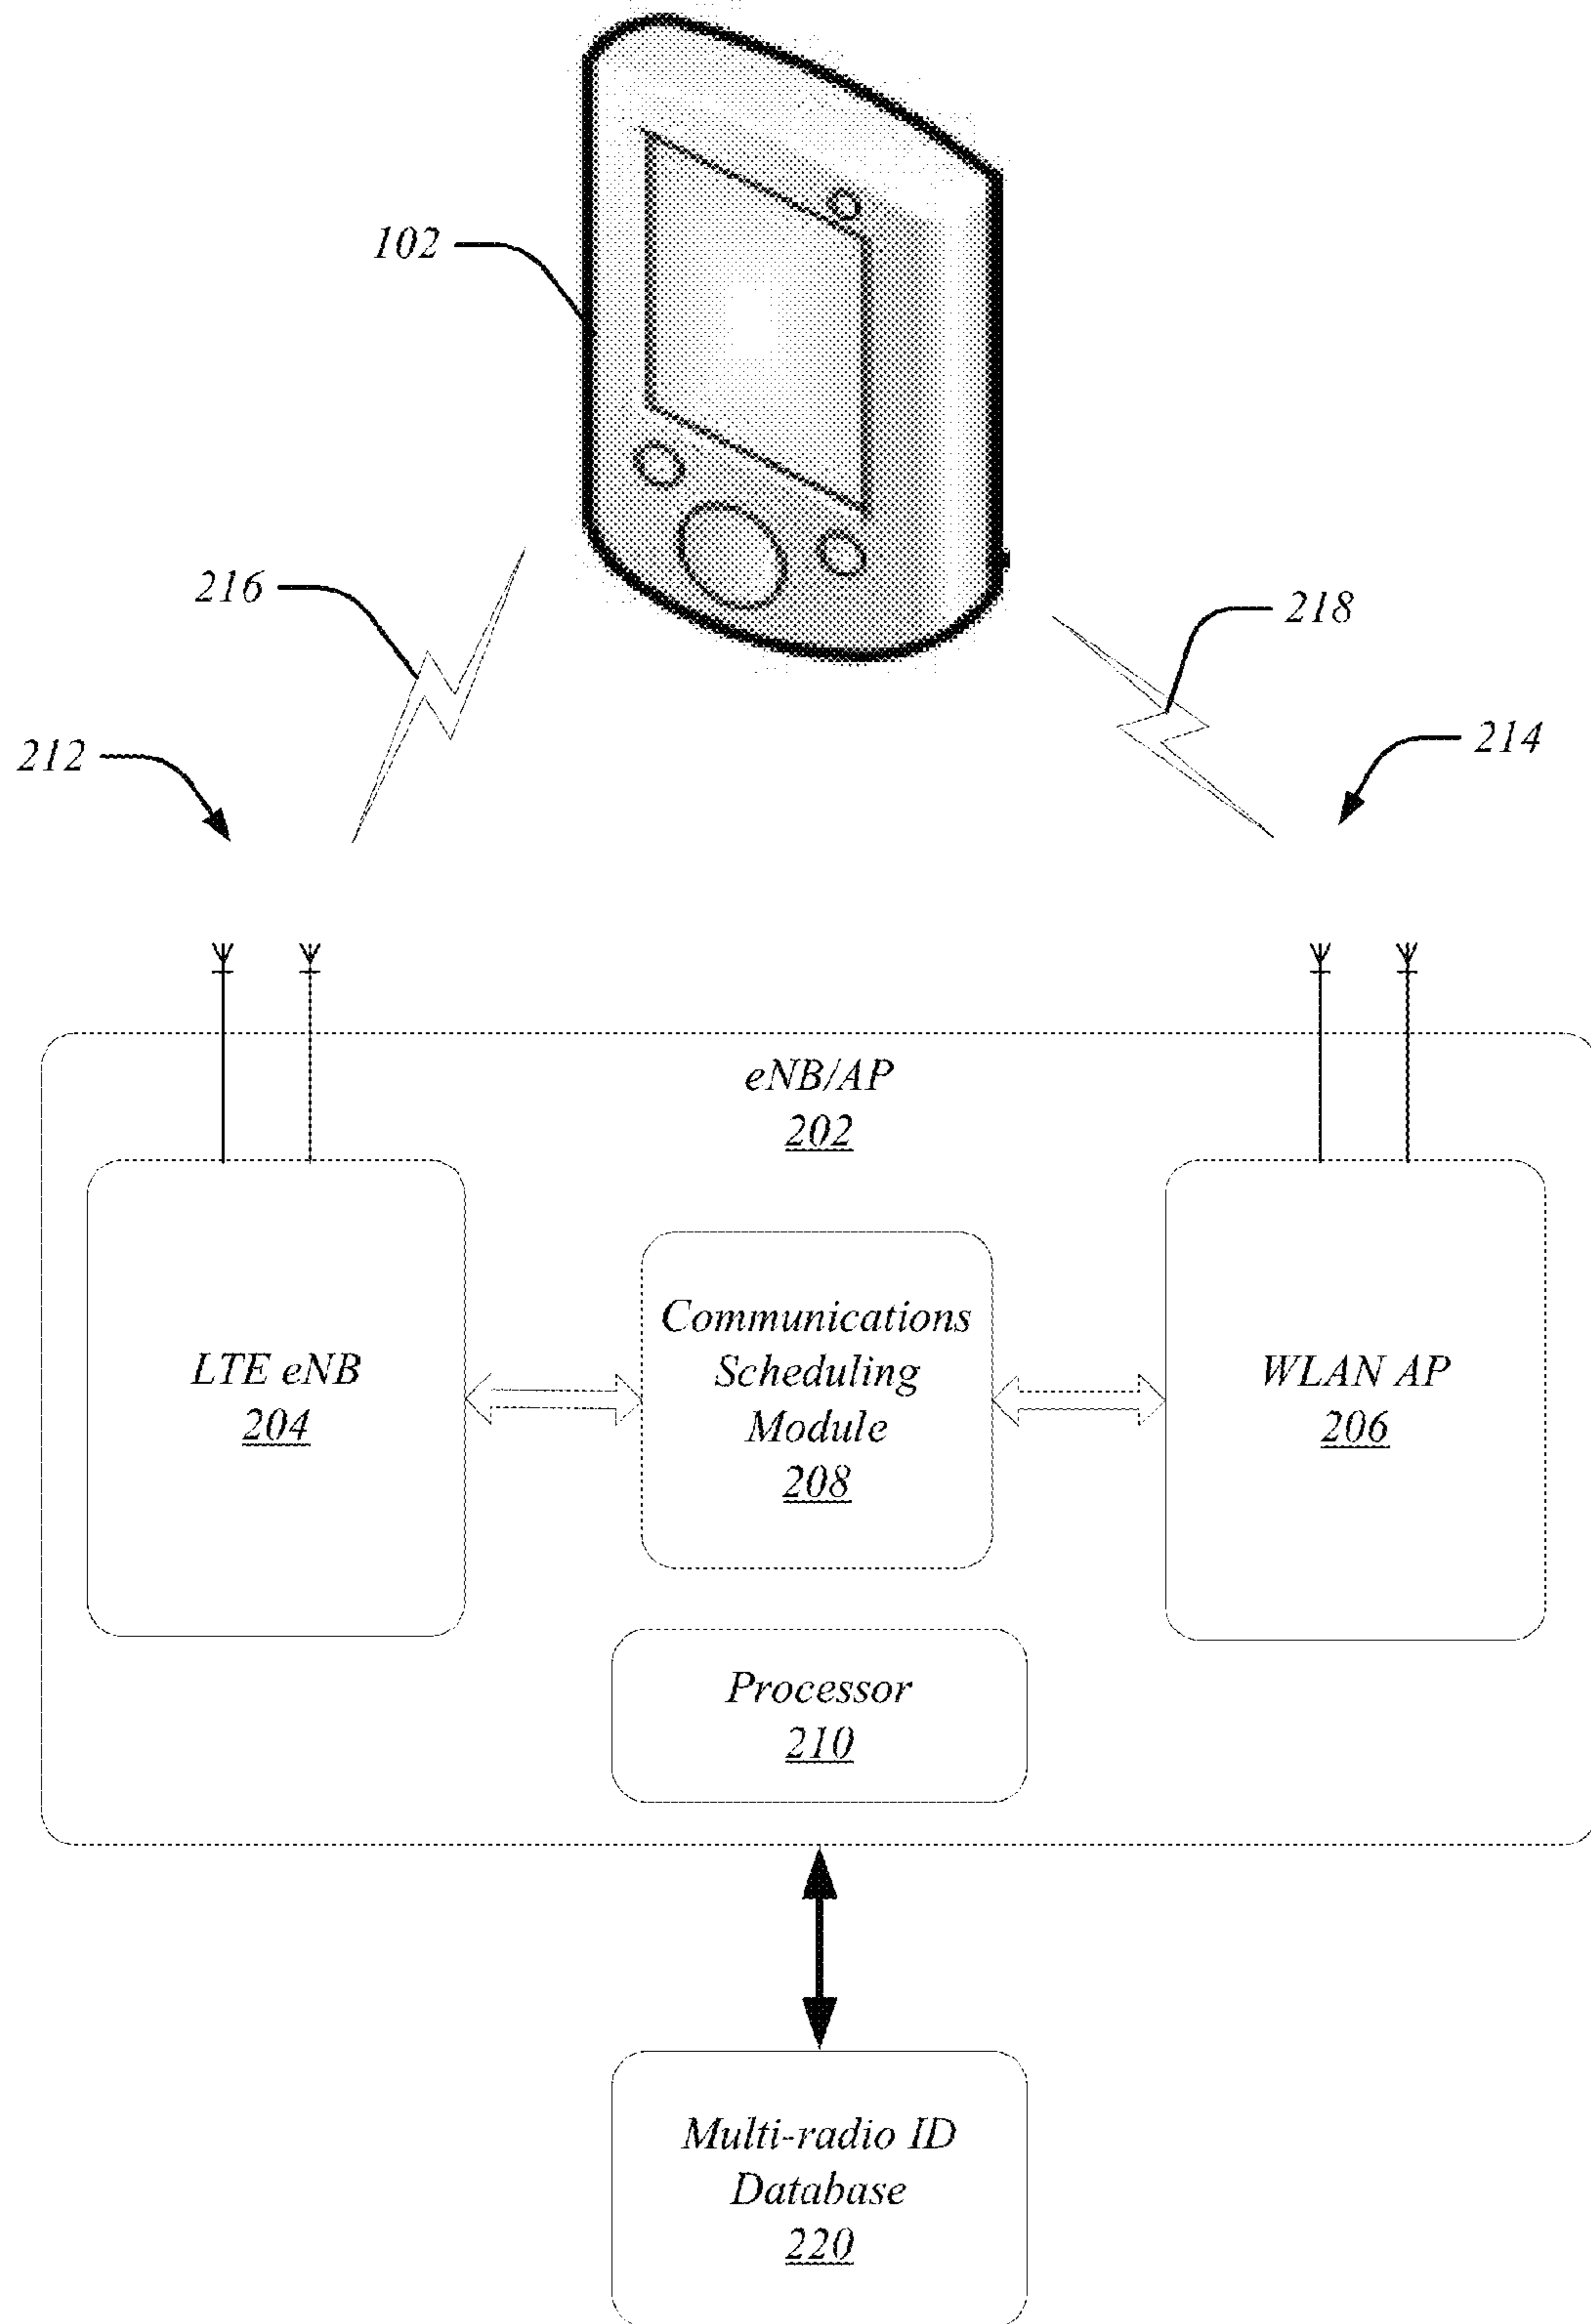 102
216
218
212
214
eNB/AP
202
LTE eNB
204
Communications
Scheduling
Module
208
WLAN AP
206
Processor
210
Multi-radio ID
Database
220